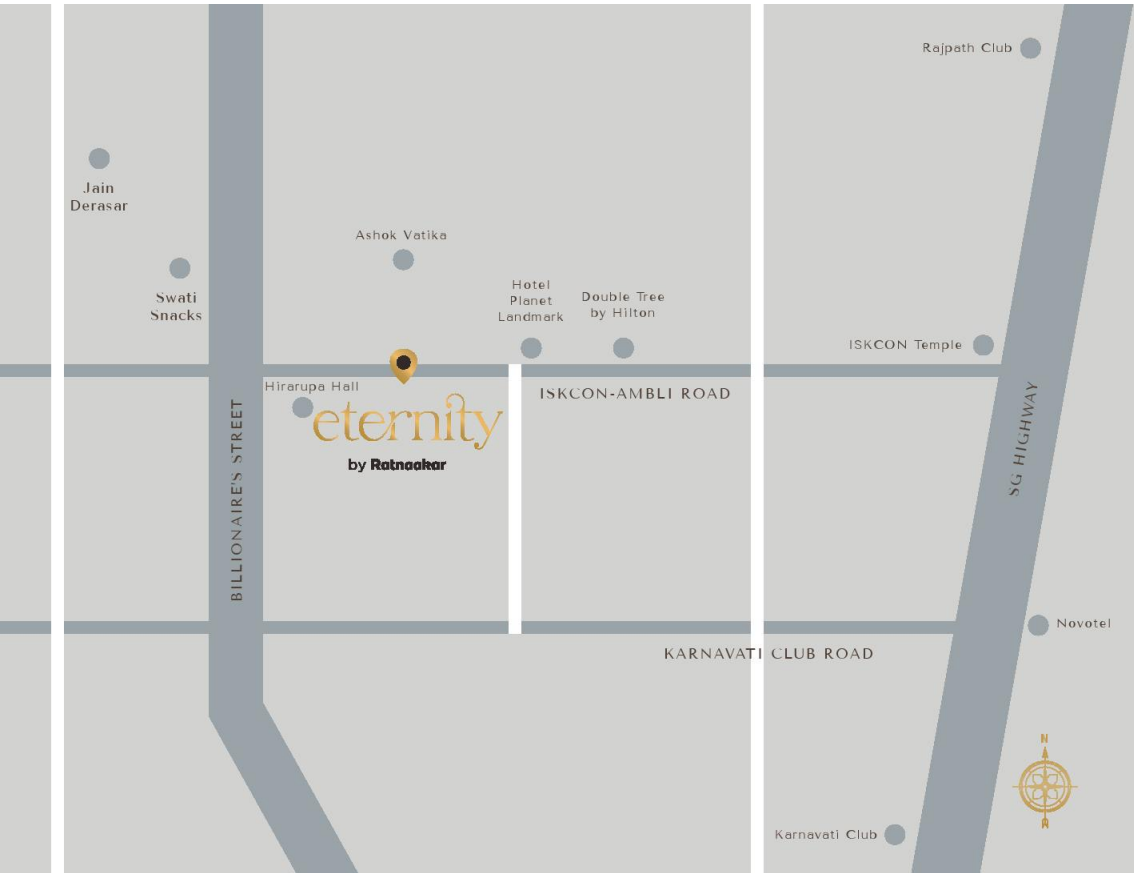 Rajpath Club
Jain
Derasar
Ashok Vatika
Swati
Snacks
Hotel
Planet
Landmark
Double Tree
by Hilton
ISKCON Temple
Hirarupa Hall
ISKCON-AMBLI ROAD
eternity
by Ratnaakar
BILLIONAIRE'S STREET
SG HIGHWAY
Novotel
KARNAVATI CLUB ROAD
N
Karnavati Club